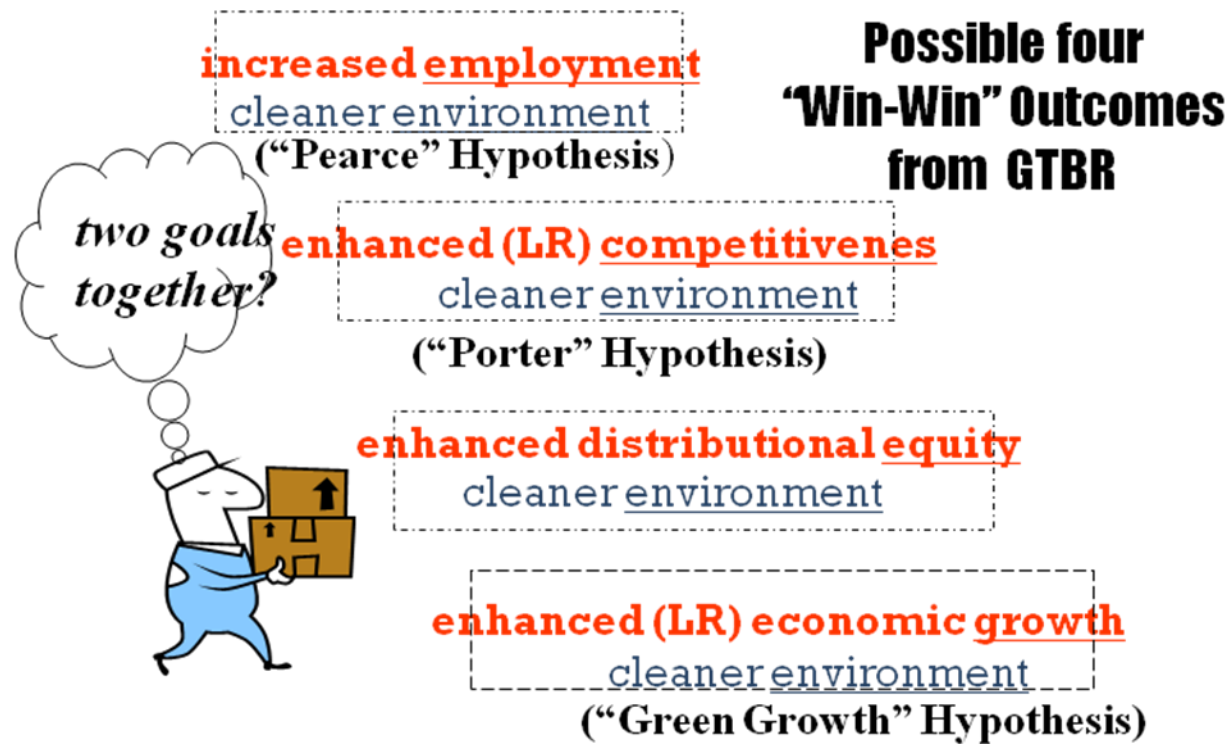 Possible four
“Win-Win” Outcomes
from GTBR
increased employment
cleaner environment
(“Pearce” Hypothesis)
two goals
together?
enhanced (LR) competitivenes
cleaner environment
(“Porter” Hypothesis)
enhanced distributional equity
cleaner environment
enhanced (LR) economic growth
cleaner environment
(“Green Growth” Hypothesis)